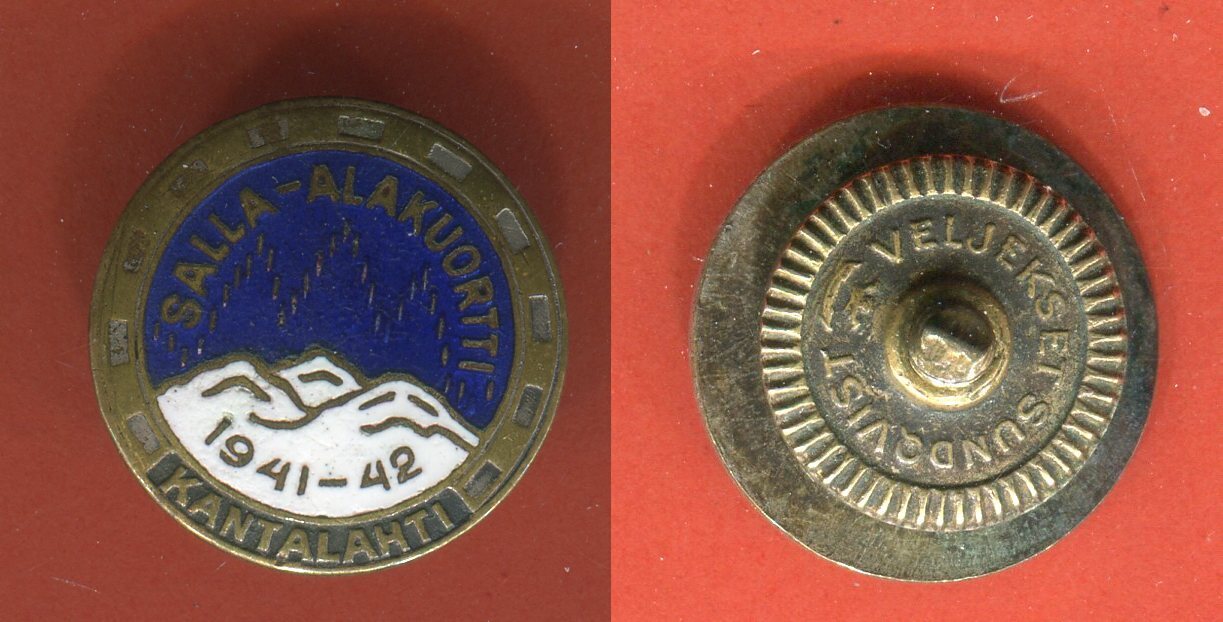 SALLA-ALAKUORTTI
1941-42
KANTALAHTI
VELJEKSET SUNDQVIST